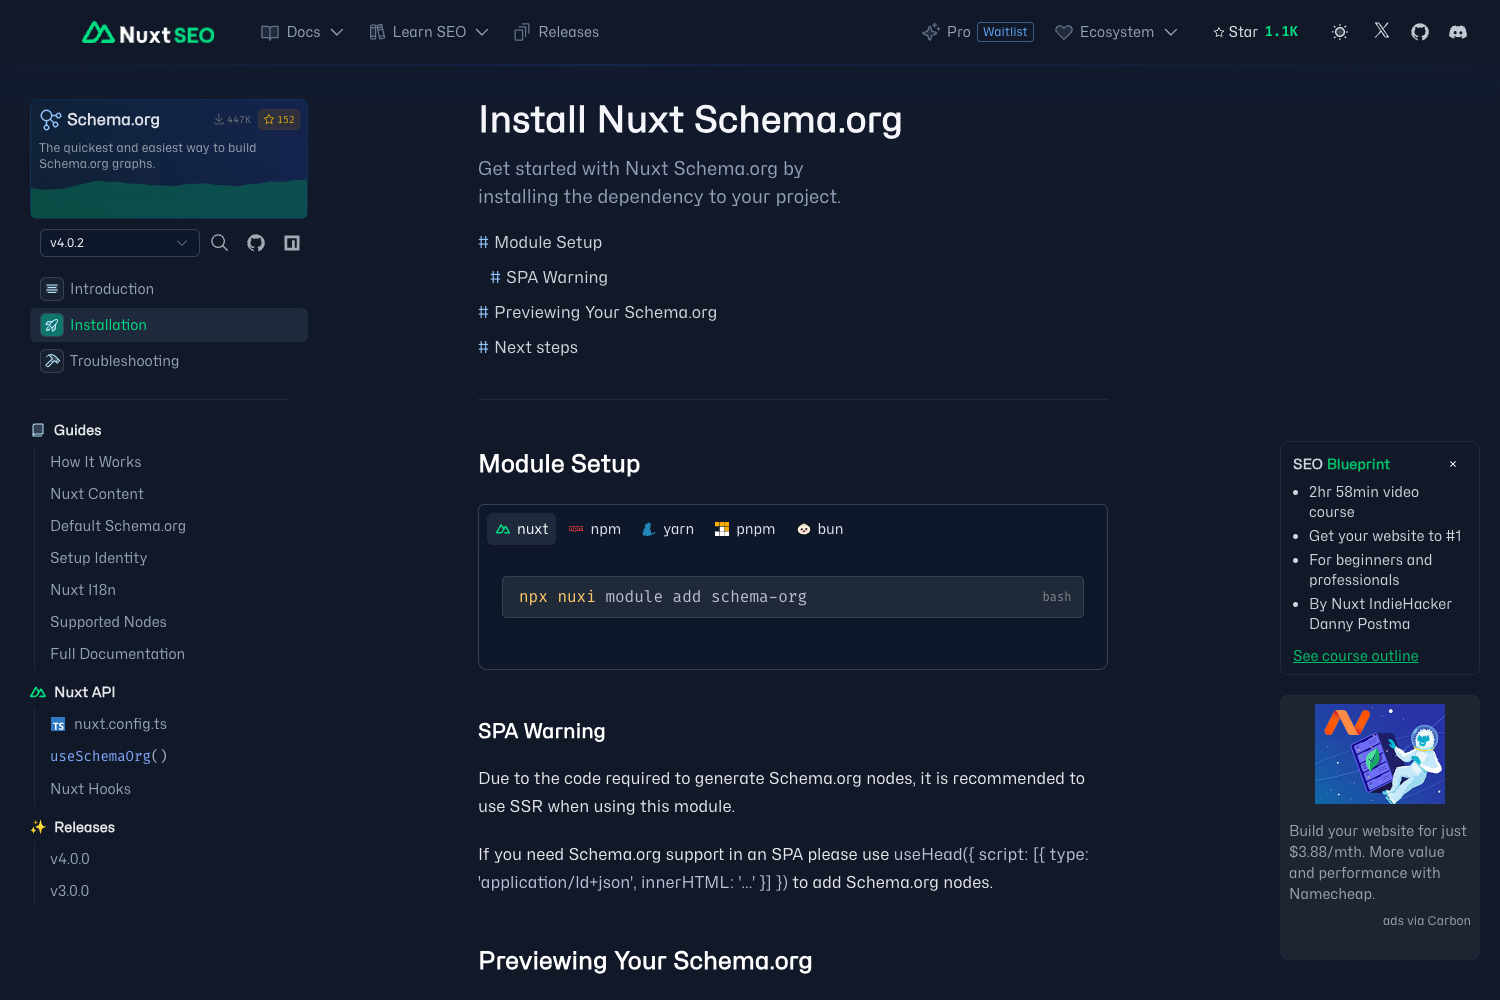 Nuxt SEO
Docs
Learn SEO
Releases
Pro Waitlist
Ecosystem
Star 1.1K
Schema.org
447K
152
The quickest and easiest way to build
Schema.org graphs.
v4.0.2
Introduction
Installation
Troubleshooting
Guides
How It Works
Nuxt Content
Default Schema.org
Setup Identity
Nuxt I18n
Supported Nodes
Full Documentation
Nuxt API
TS nuxt.config.ts
useSchemaOrg()
Nuxt Hooks
Releases
v4.0.0
v3.0.0
Install Nuxt Schema.org
Get started with Nuxt Schema.org by
installing the dependency to your project.
# Module Setup
# SPA Warning
# Previewing Your Schema.org
# Next steps
Module Setup
nuxt
npm
yarn
pnpm
bun
npx nuxi module add schema-org
bash
SPA Warning
Due to the code required to generate Schema.org nodes, it is recommended to
use SSR when using this module.
If you need Schema.org support in an SPA please use useHead({ script: [{ type:
'application/ld+json', innerHTML: '...' }] }) to add Schema.org nodes.
Previewing Your Schema.org
SEO Blueprint
×
• 2hr 58min video
course
• Get your website to #1
• For beginners and
professionals
• By Nuxt IndieHacker
Danny Postma
See course outline
Build your website for just
$3.88/mth. More value
and performance with
Namecheap.
ads via Carbon